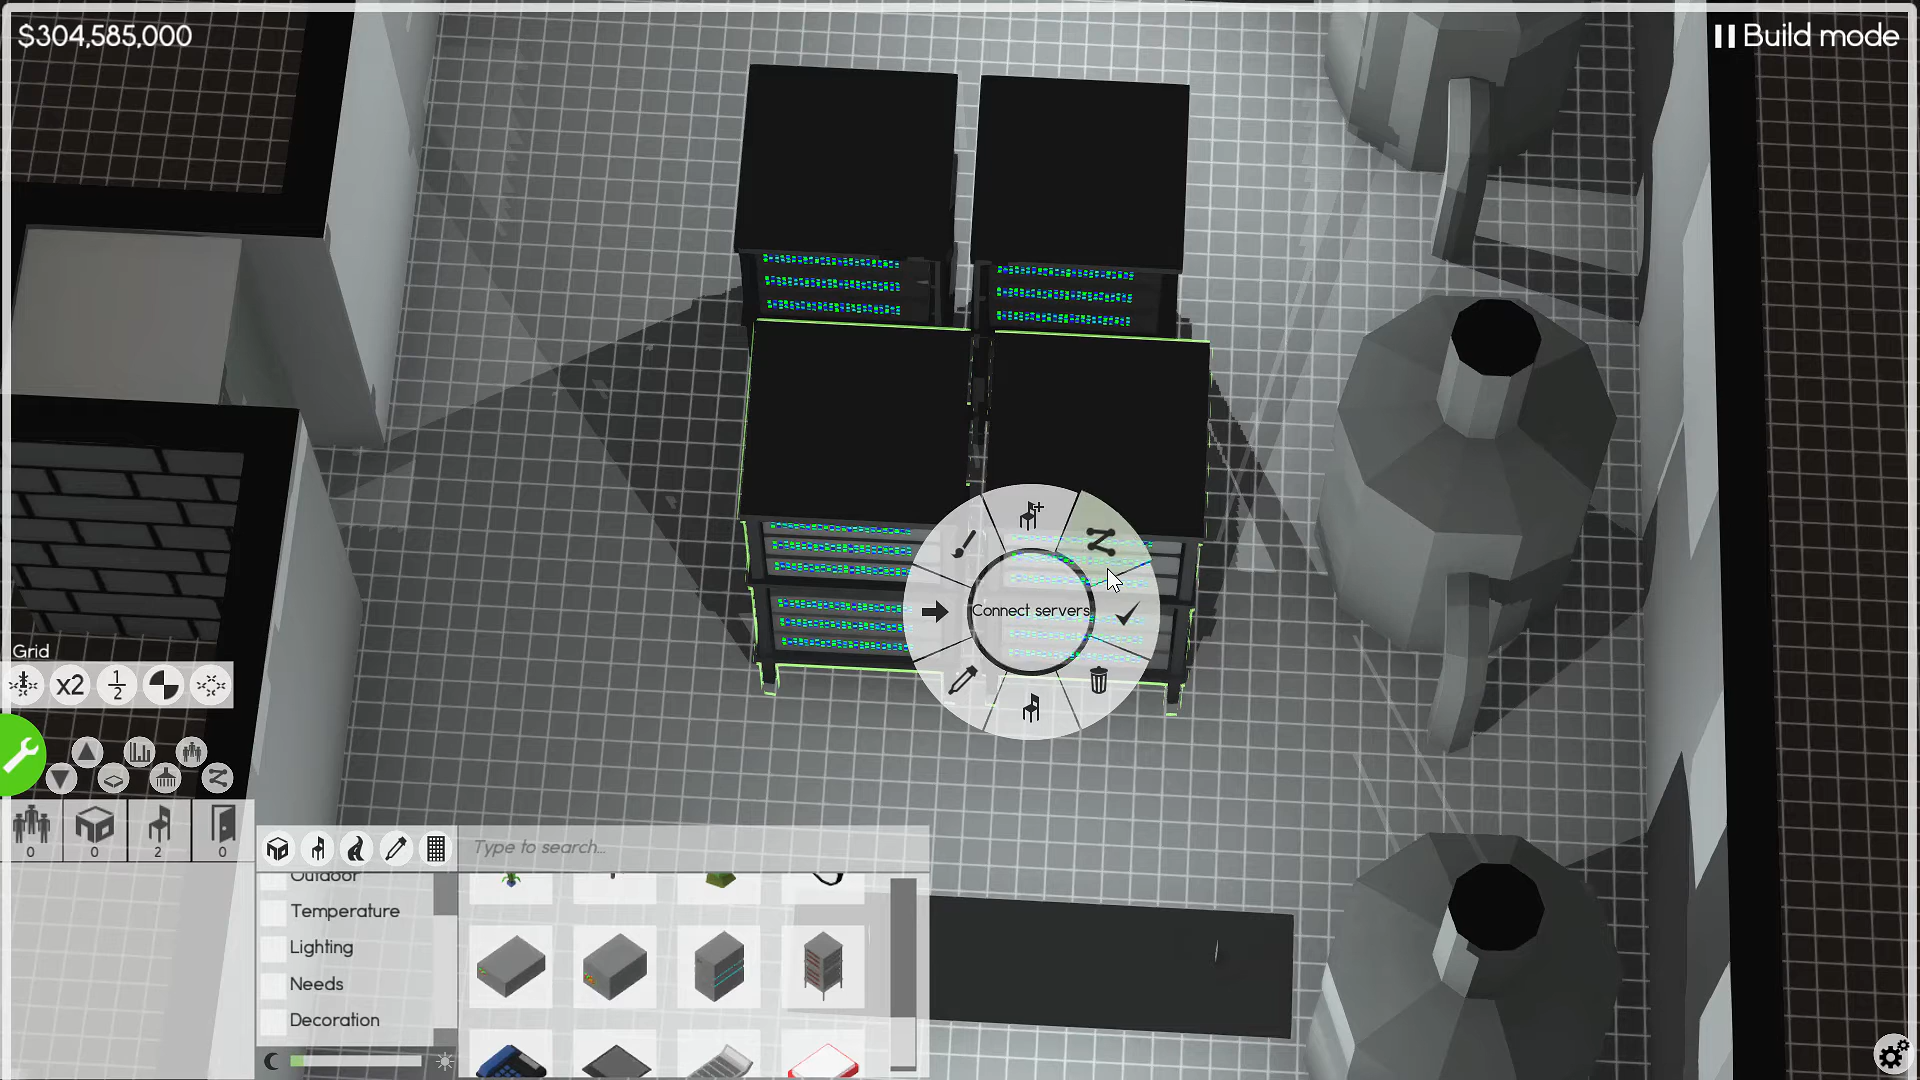 $304,585,000
Build mode
Connect servers
Grid
x2
1
2
0
0
2
0
Type to search...
Outdoor
Temperature
Lighting
Needs
Decoration